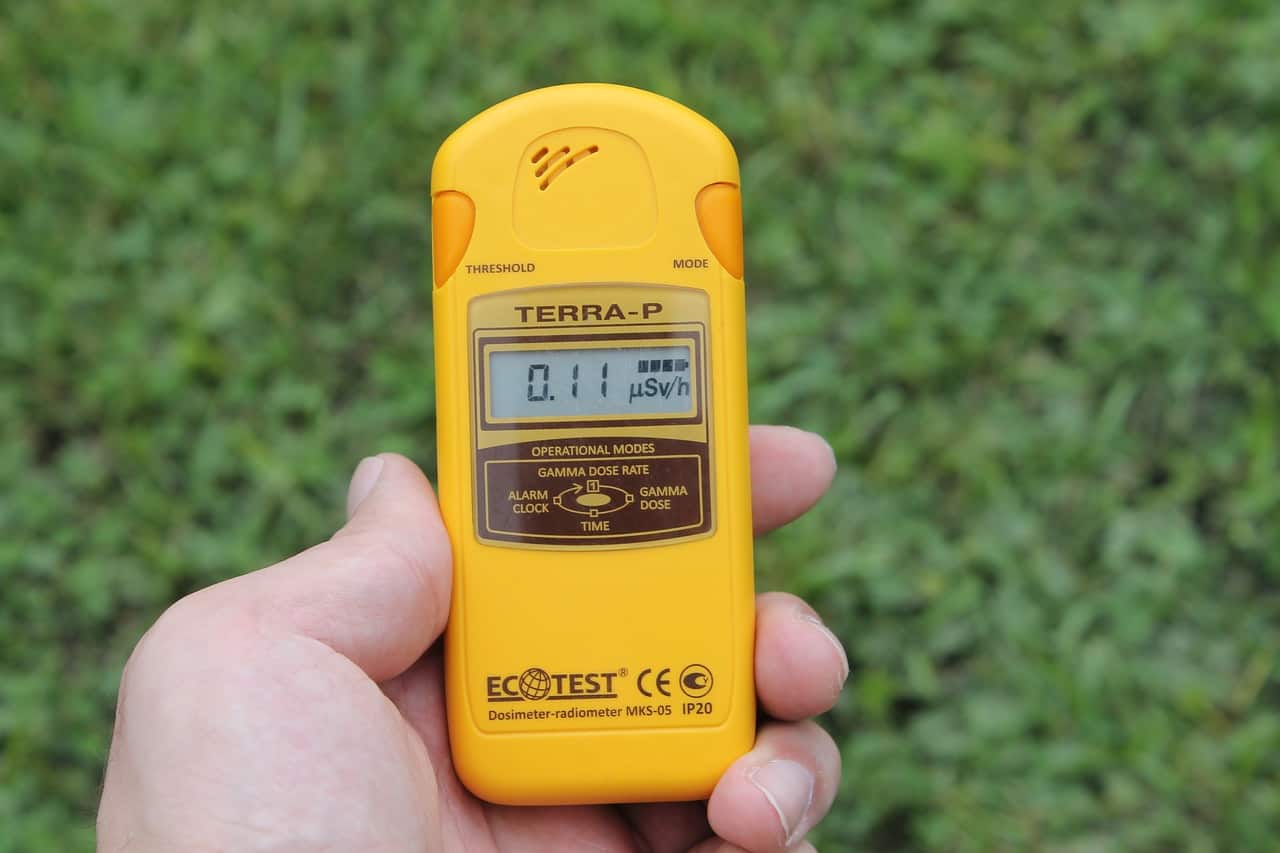 THRESHOLD MODE
TERRA-P
0.11 µSv/h
OPERATIONAL MODES
GAMMA DOSE RATE
1
ALARM CLOCK
GAMMA DOSE
TIME
ECOTEST® CE
Dosimeter-radiometer MKS-05 IP20